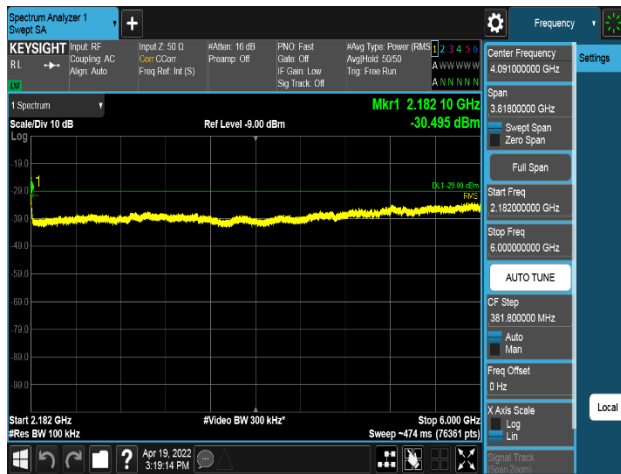 Spectrum Analyzer 1
Swept SA
+
Frequency
KEYSIGHT
RL
Input: RF
Coupling: AC
Align: Auto
Input Z: 50 Ω
Corr CCorr
Freq Ref: Int (S)
#Atten: 16 dB
Preamp: Off
PNO: Fast
Gate: Off
IF Gain: Low
Sig Track: Off
#Avg Type: Power (RMS
Avg|Hold: 50/50
Trig: Free Run
1 2 3 4 5 6
A W W W W W
A N N N N N
1 Spectrum
Scale/Div 10 dB
Log
Ref Level -9.00 dBm
Mkr1 2.182 10 GHz
-30.495 dBm
1
DL1 -29.00 dBm
RMS
-19.0
-29.0
-39.0
-49.0
-59.0
-69.0
-79.0
-89.0
-99.0
Start 2.182 GHz
#Res BW 100 kHz
#Video BW 300 kHz*
Stop 6.000 GHz
Sweep ~474 ms (76361 pts)
Center Frequency
4.091000000 GHz
Settings
Span
3.81800000 GHz
Swept Span
Zero Span
Full Span
Start Freq
2.182000000 GHz
Stop Freq
6.000000000 GHz
AUTO TUNE
CF Step
381.800000 MHz
Auto
Man
Freq Offset
0 Hz
X Axis Scale
Log
Lin
Local
Signal Track
(Span Zoom)
?
Apr 19, 2022
3:19:14 PM